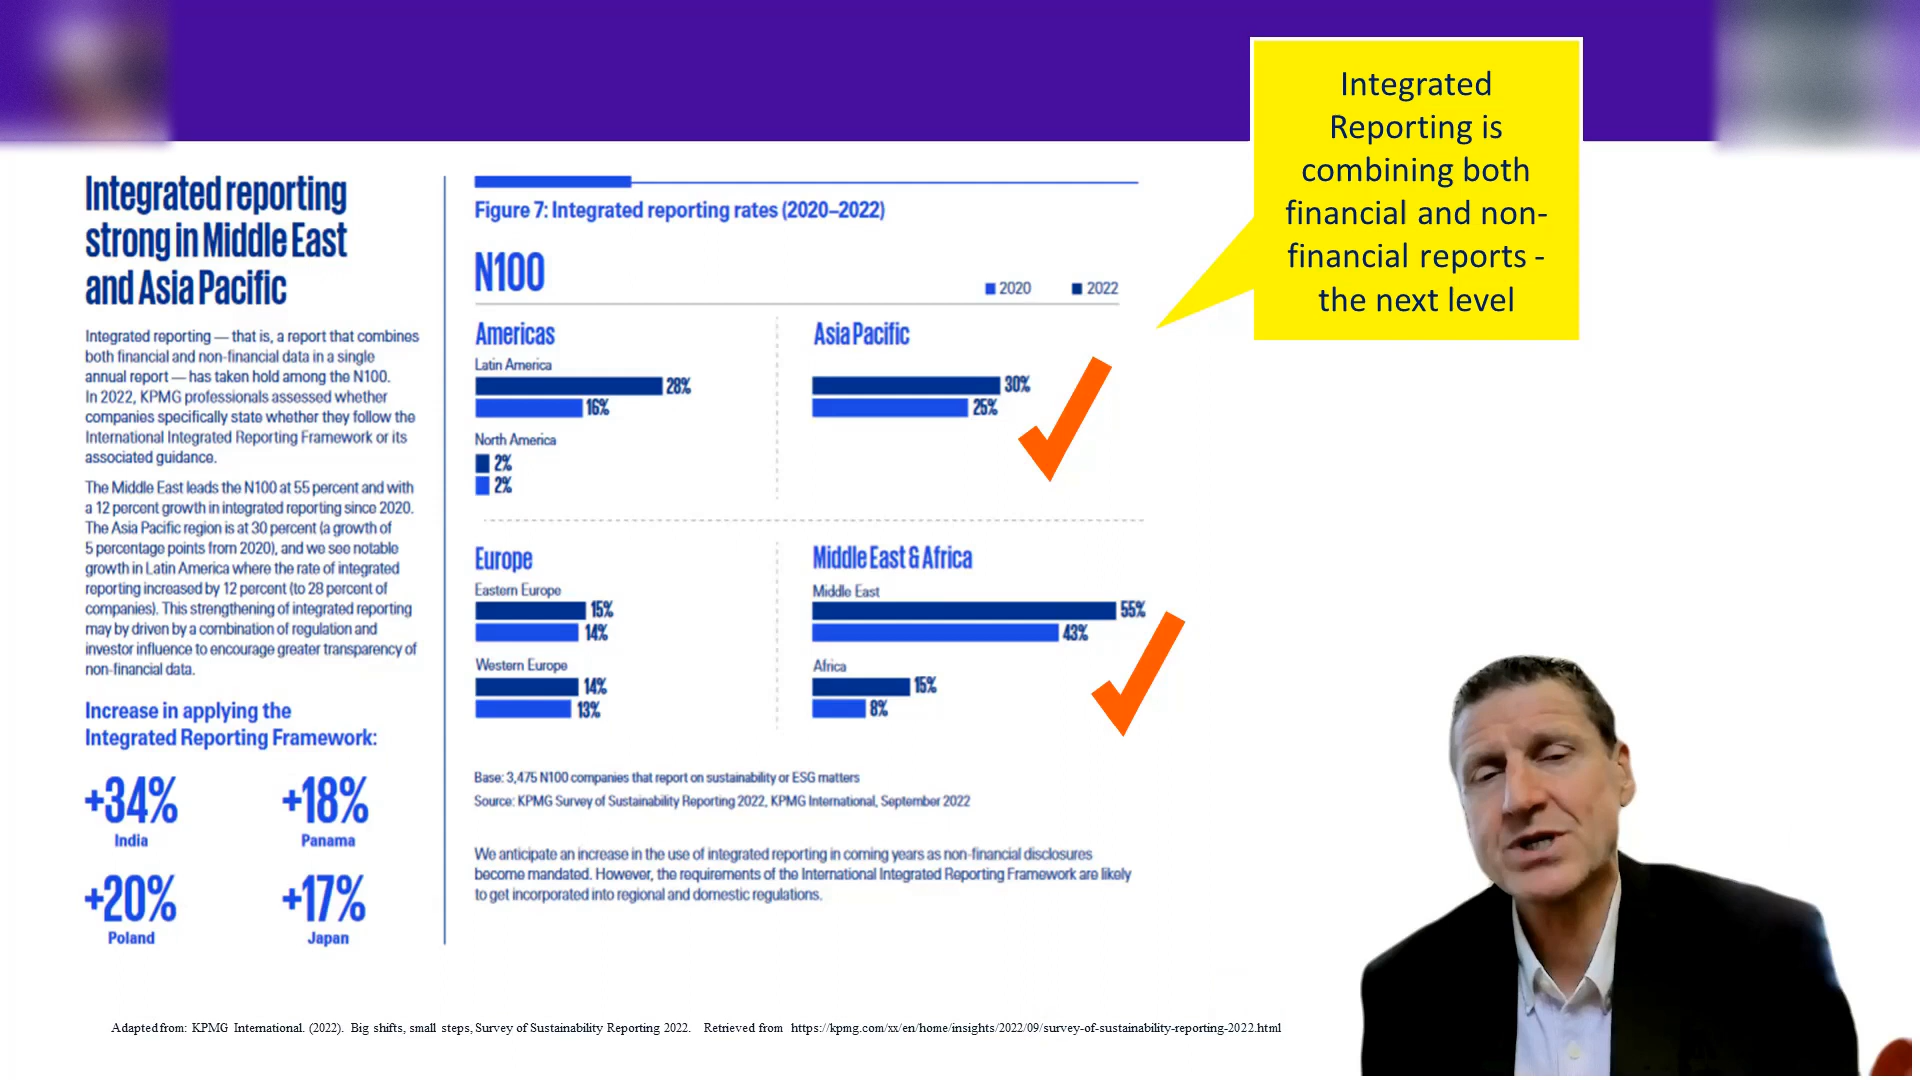 Integrated
Reporting is
combining both
financial and non-
financial reports -
the next level
Integrated reporting
strong in Middle East
and Asia Pacific
Integrated reporting — that is, a report that combines
both financial and non-financial data in a single
annual report — has taken hold among the N100.
In 2022, KPMG professionals assessed whether
companies specifically state whether they follow the
International Integrated Reporting Framework or its
associated guidance.
The Middle East leads the N100 at 55 percent and with
a 12 percent growth in integrated reporting since 2020.
The Asia Pacific region is at 30 percent (a growth of
5 percentage points from 2020), and we see notable
growth in Latin America where the rate of integrated
reporting increased by 12 percent (to 28 percent of
companies). This strengthening of integrated reporting
may by driven by a combination of regulation and
investor influence to encourage greater transparency of
non-financial data.
Increase in applying the
Integrated Reporting Framework:
+34%
India
+18%
Panama
+20%
Poland
+17%
Japan
Figure 7: Integrated reporting rates (2020–2022)
N100
2020
2022
Americas
Latin America
28%
16%
North America
2%
2%
Asia Pacific
30%
25%
Europe
Eastern Europe
15%
14%
Western Europe
14%
13%
Middle East & Africa
Middle East
55%
43%
Africa
15%
8%
Base: 3,475 N100 companies that report on sustainability or ESG matters
Source: KPMG Survey of Sustainability Reporting 2022, KPMG International, September 2022
We anticipate an increase in the use of integrated reporting in coming years as non-financial disclosures
become mandated. However, the requirements of the International Integrated Reporting Framework are likely
to get incorporated into regional and domestic regulations.
Adapted from: KPMG International. (2022). Big shifts, small steps, Survey of Sustainability Reporting 2022. Retrieved from https://kpmg.com/xx/en/home/insights/2022/09/survey-of-sustainability-reporting-2022.html